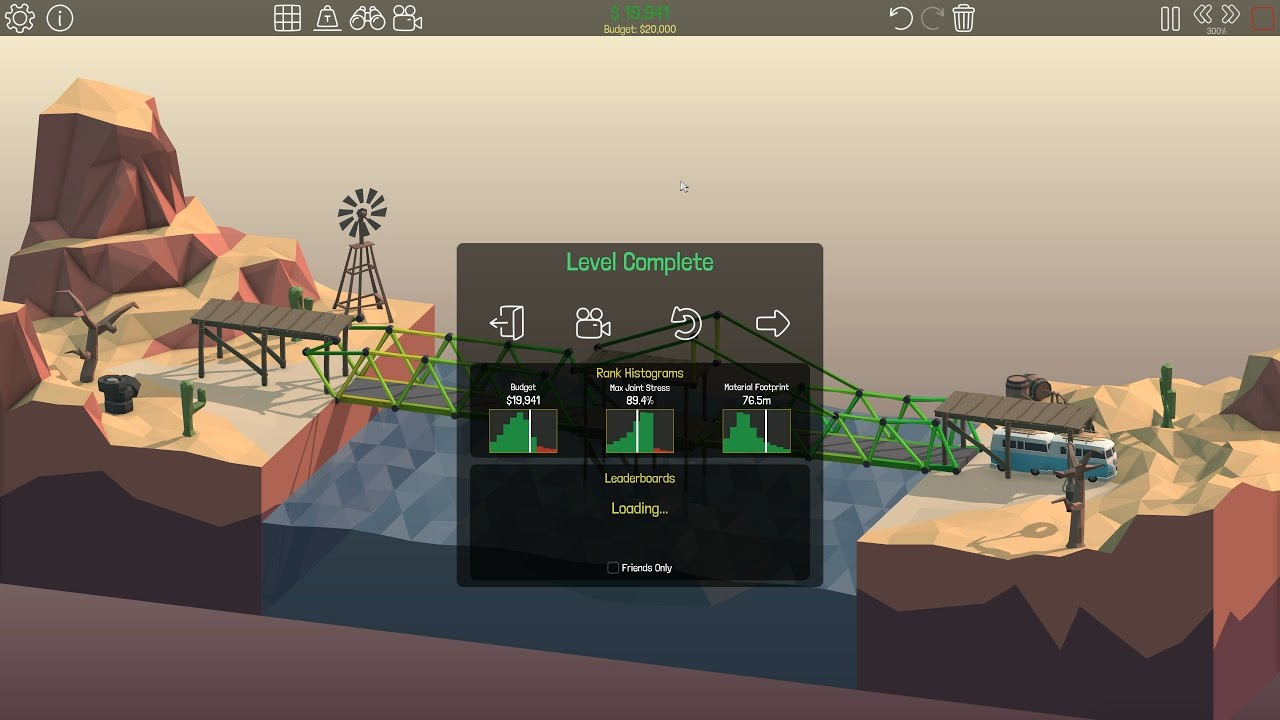 $ 19,941
Budget: $20,000
300%
Level Complete
Rank Histograms
Budget
$19,941
Max Joint Stress
89.4%
Material Footprint
76.5m
Leaderboards
Loading...
Friends Only